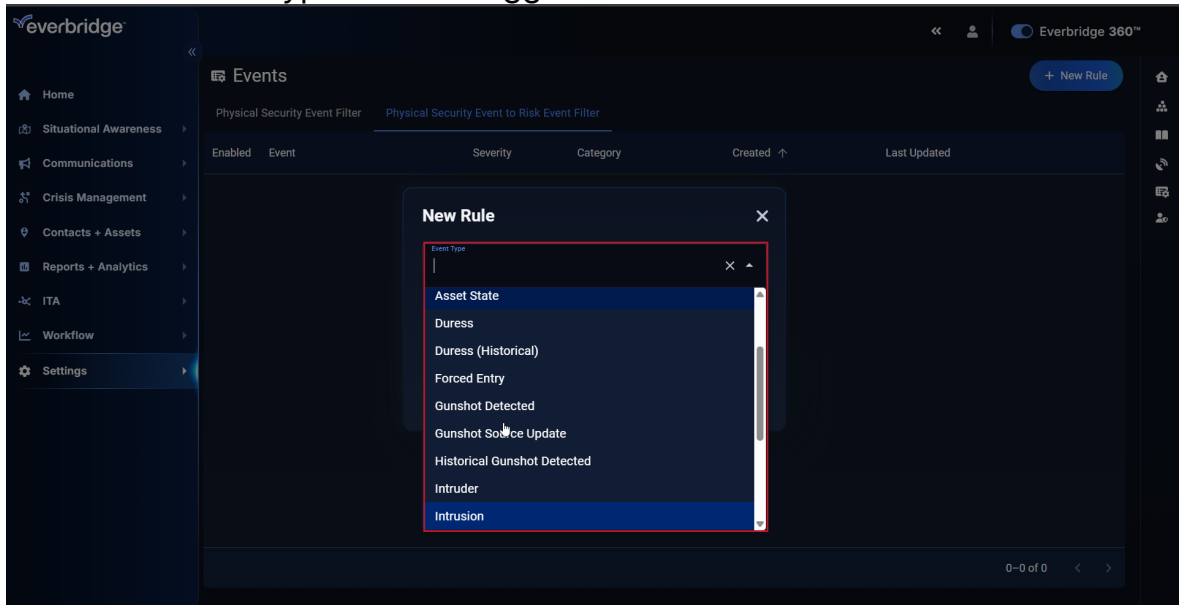 everbridge
«
«
Everbridge 360™
Events
+ New Rule
Home
Situational Awareness
Communications
Crisis Management
Contacts + Assets
Reports + Analytics
ITA
Workflow
Settings
Physical Security Event Filter
Physical Security Event to Risk Event Filter
Enabled Event Severity Category Created ↑ Last Updated
New Rule
Event Type
Asset State
Duress
Duress (Historical)
Forced Entry
Gunshot Detected
Gunshot Source Update
Historical Gunshot Detected
Intruder
Intrusion
0–0 of 0 < >